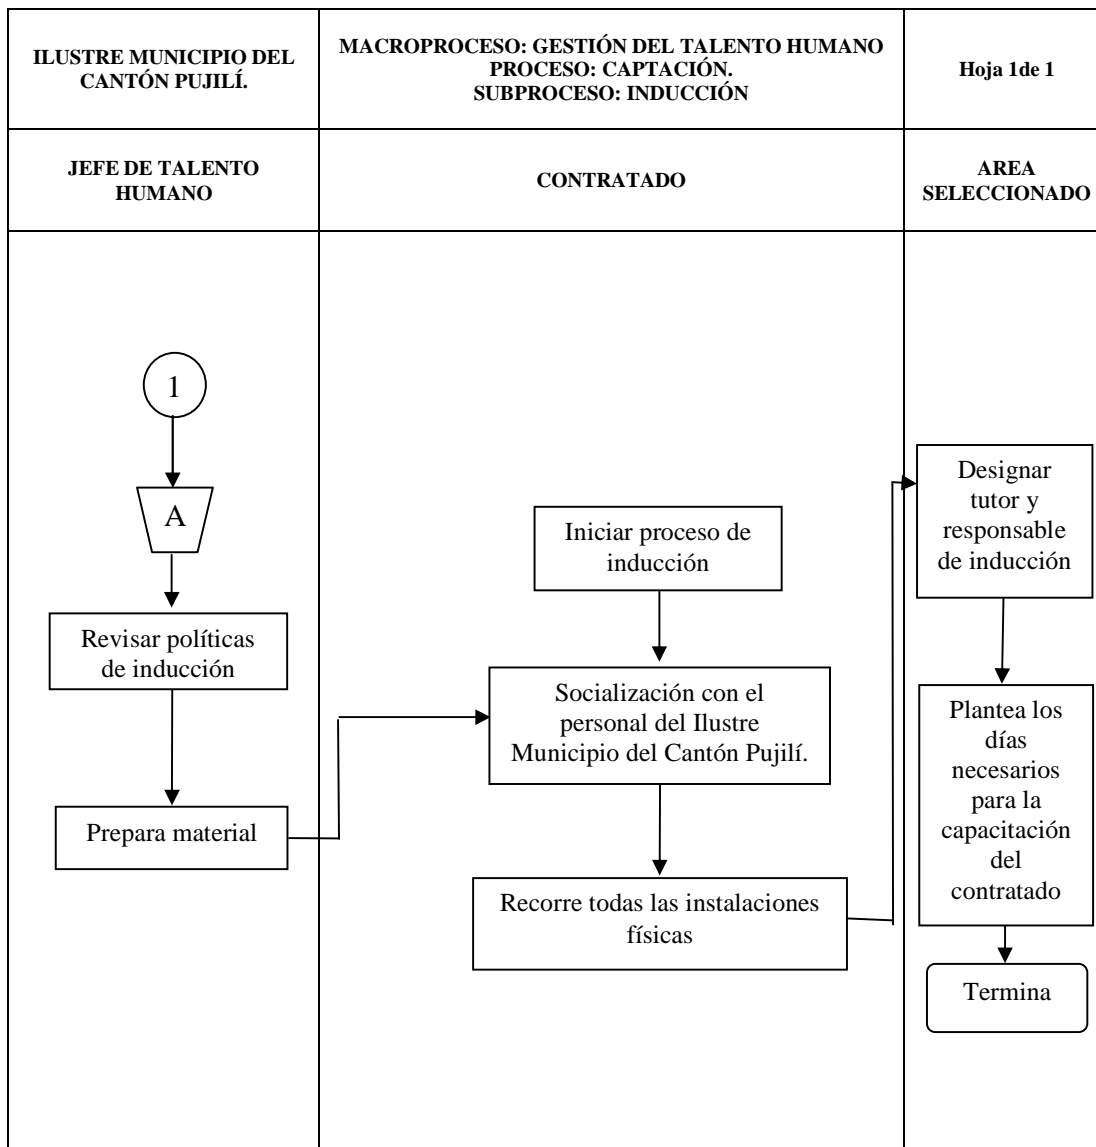 ILUSTRE MUNICIPIO DEL
CANTÓN PUJILÍ.
MACROPROCESO: GESTIÓN DEL TALENTO HUMANO
PROCESO: CAPTACIÓN.
SUBPROCESO: INDUCCIÓN
Hoja 1de 1
JEFE DE TALENTO
HUMANO
CONTRATADO
AREA
SELECCIONADO
1
A
Revisar políticas
de inducción
Prepara material
Iniciar proceso de
inducción
Socialización con el
personal del Ilustre
Municipio del Cantón Pujilí.
Recorre todas las instalaciones
físicas
Designar
tutor y
responsable
de inducción
Plantea los
días
necesarios
para la
capacitación
del
contratado
Termina